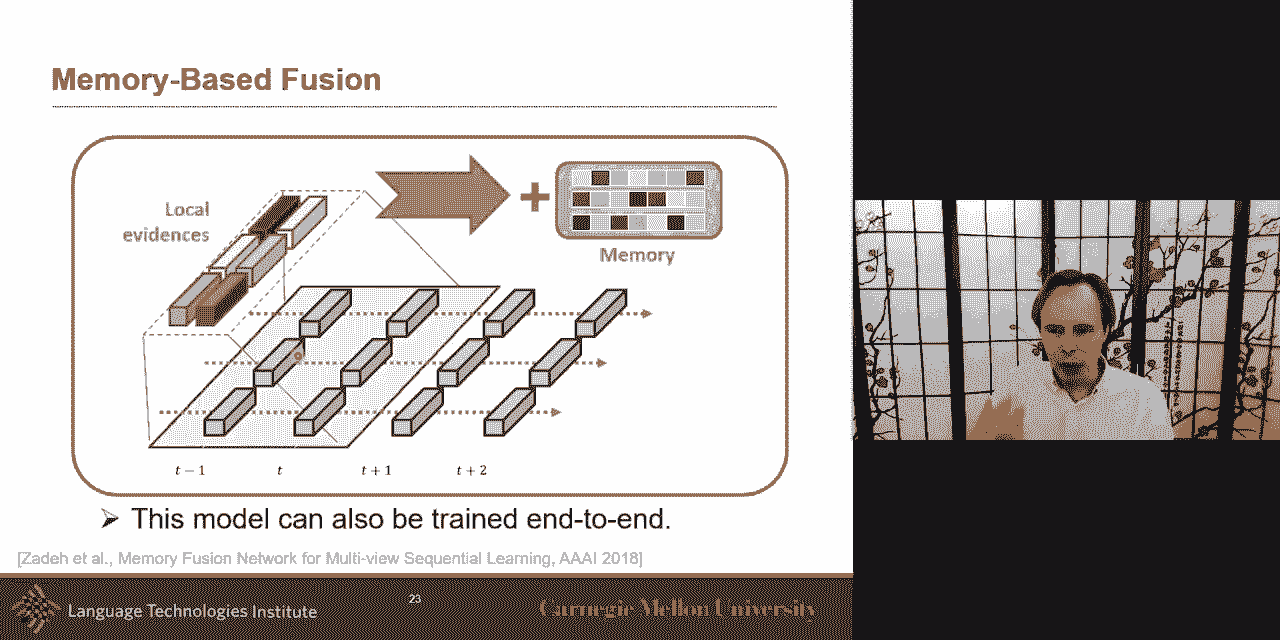 Memory-Based Fusion
Local
evidences
+
Memory
t − 1
t
t + 1
t + 2
➢ This model can also be trained end-to-end.
[Zadeh et al., Memory Fusion Network for Multi-view Sequential Learning, AAAI 2018]
Language Technologies Institute
23
Carnegie Mellon University